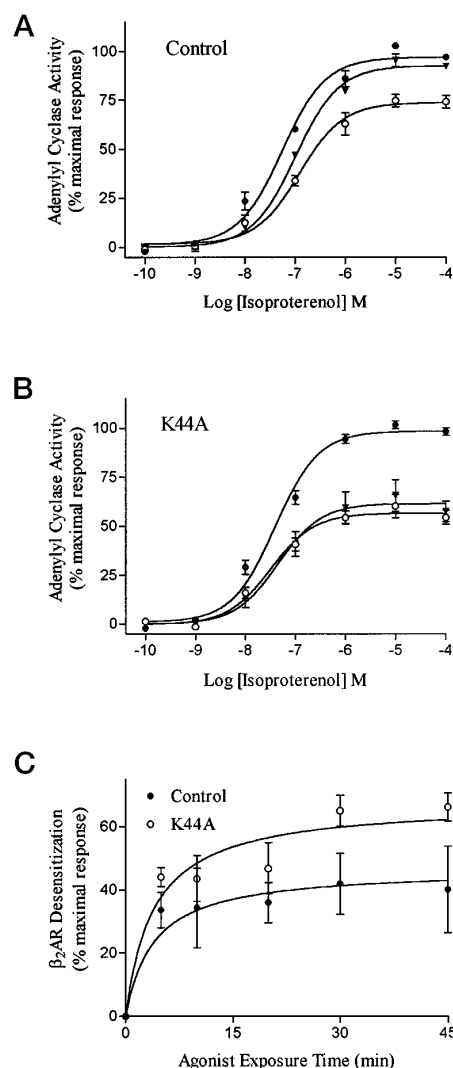 A
Control
Adenylyl Cyclase Activity
(% maximal response)
100
75
50
25
0
-10 -9 -8 -7 -6 -5 -4
Log [Isoproterenol] M
B
K44A
Adenylyl Cyclase Activity
(% maximal response)
100
75
50
25
0
-10 -9 -8 -7 -6 -5 -4
Log [Isoproterenol] M
C
Control
K44A
β₂AR Desensitization
(% maximal response)
60
40
20
0
0 15 30 45
Agonist Exposure Time (min)